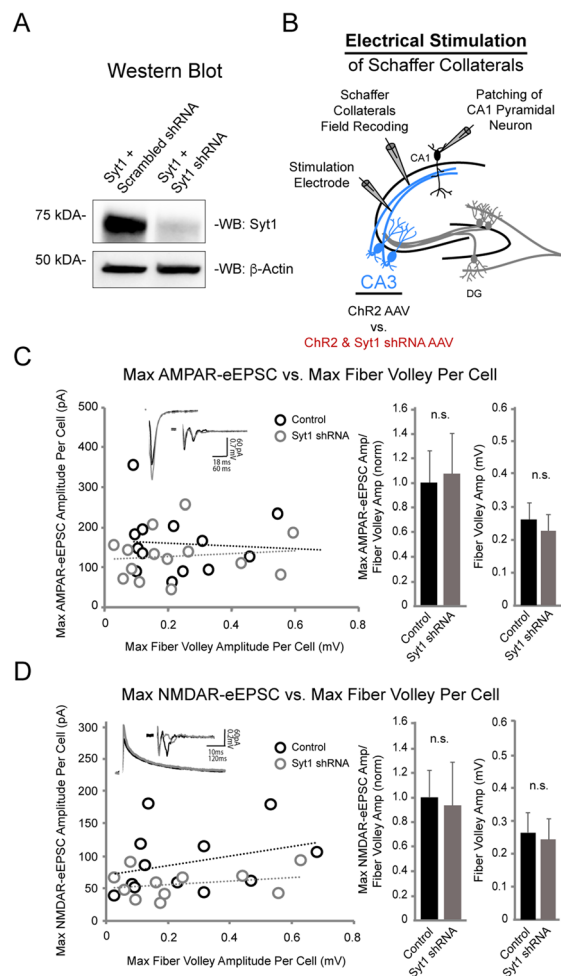 A
Western Blot
Syt1 +
Scrambled shRNA
Syt1 +
Syt1 shRNA
75 kDA-
-WB: Syt1
50 kDA-
-WB: β-Actin
B
Electrical Stimulation
of Schaffer Collaterals
Schaffer
Collaterals
Field Recoding
Patching of
CA1 Pyramidal
Neuron
Stimulation
Electrode
CA1
CA3
DG
ChR2 AAV
vs.
ChR2 & Syt1 shRNA AAV
C
Max AMPAR-eEPSC vs. Max Fiber Volley Per Cell
Max AMPAR-eEPSC Amplitude Per Cell (pA)
500
400
300
200
100
0
0
0.2
0.4
0.6
0.8
Max Fiber Volley Amplitude Per Cell (mV)
=
60 pA
0.7 mV
18 ms
60 ms
Control
Syt1 shRNA
Max AMPAR-eEPSC Amp/
Fiber Volley Amp (norm)
1.6
1.4
1.2
1.0
0.8
0.6
0.4
0.2
0
n.s.
Control
Syt1 shRNA
Fiber Volley Amp (mV)
0.6
0.5
0.4
0.3
0.2
0.1
0
n.s.
Control
Syt1 shRNA
D
Max NMDAR-eEPSC vs. Max Fiber Volley Per Cell
Max NMDAR-eEPSC Amplitude Per Cell (pA)
300
250
200
150
100
50
0
0
0.2
0.4
0.6
0.8
Max Fiber Volley Amplitude Per Cell (mV)
60pA
0.2mV
10ms
120ms
Control
Syt1 shRNA
Max NMDAR-eEPSC Amp/
Fiber Volley Amp (norm)
1.6
1.4
1.2
1.0
0.8
0.6
0.4
0.2
0
n.s.
Control
Syt1 shRNA
Fiber Volley Amp (mV)
0.6
0.5
0.4
0.3
0.2
0.1
0
n.s.
Control
Syt1 shRNA